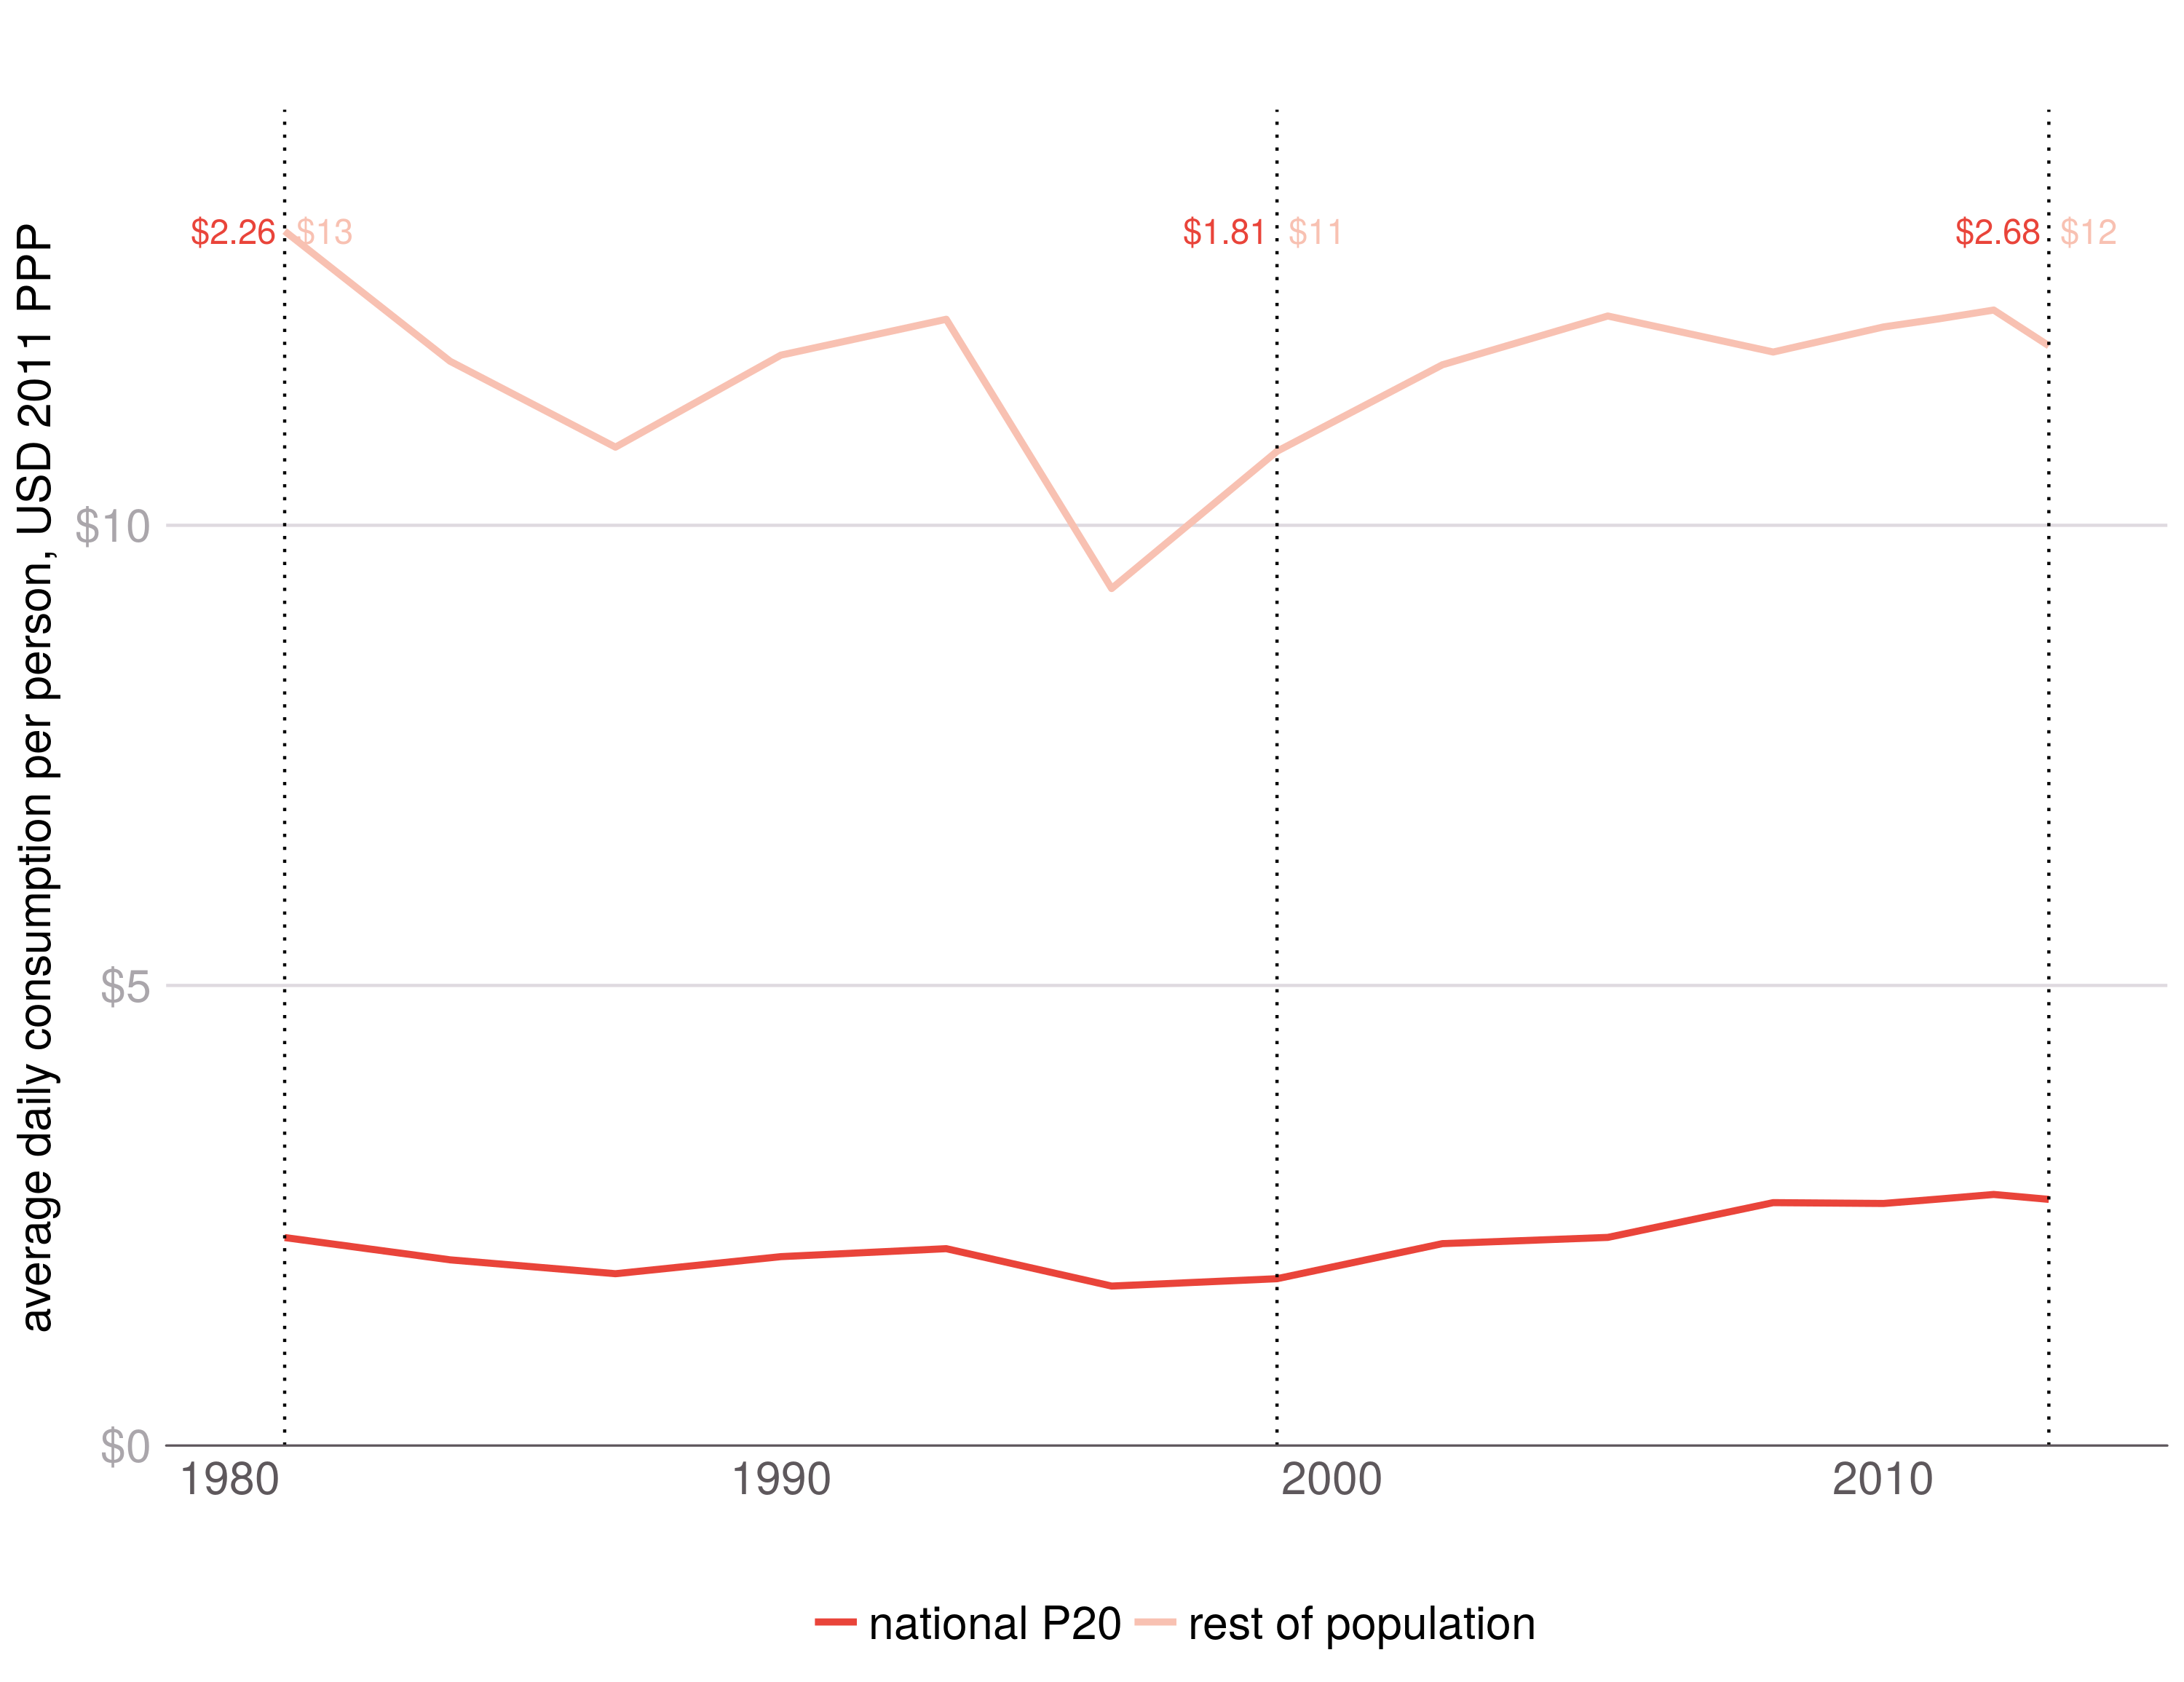 average daily consumption per person, USD 2011 PPP
$2.26 $13
$1.81 $11
$2.68 $12
$10
$5
$0
1980 1990 2000 2010
national P20 rest of population